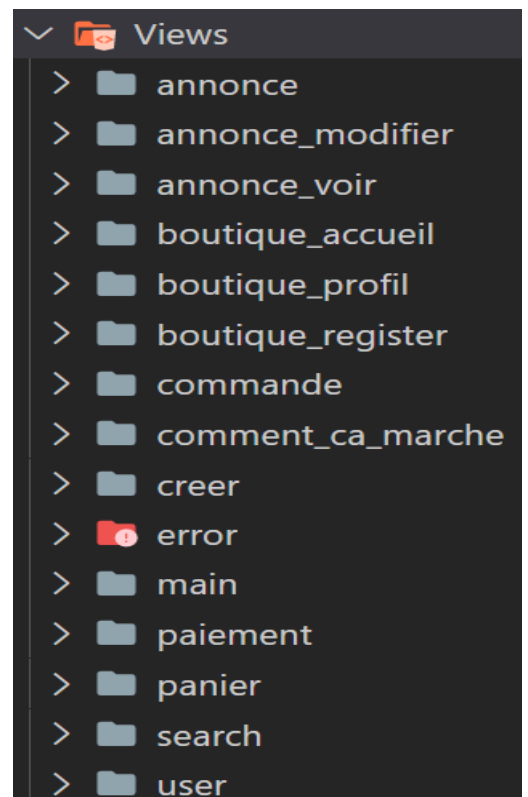 Views
annonce
annonce_modifier
annonce_voir
boutique_accueil
boutique_profil
boutique_register
commande
comment_ca_marche
creer
error
main
paiement
panier
search
user